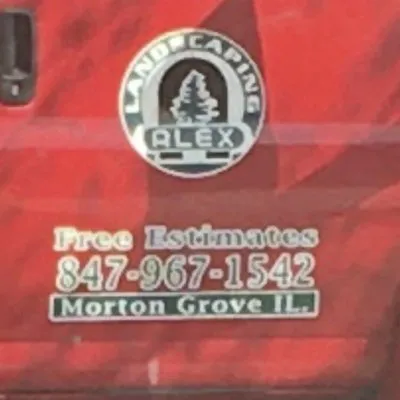 LANDSCAPING
ALEX
Free Estimates
847-967-1542
Morton Grove IL.